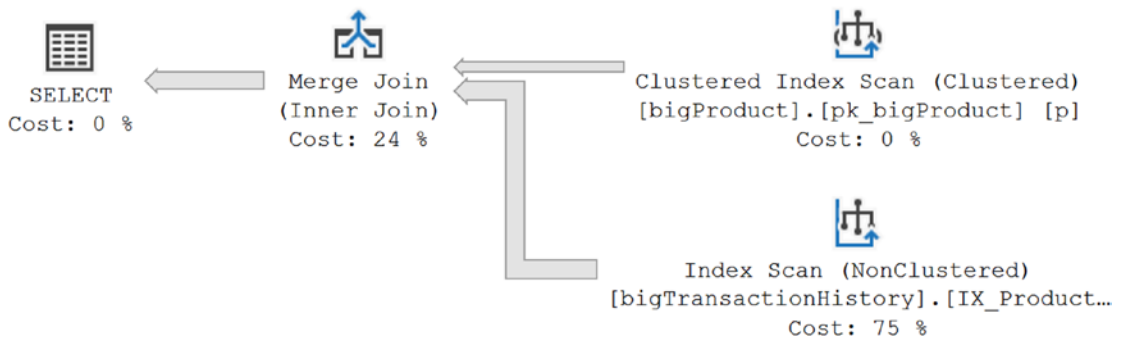 SELECT
Cost: 0 %
Merge Join
(Inner Join)
Cost: 24 %
Clustered Index Scan (Clustered)
[bigProduct].[pk_bigProduct] [p]
Cost: 0 %
Index Scan (NonClustered)
[bigTransactionHistory].[IX_Product…
Cost: 75 %